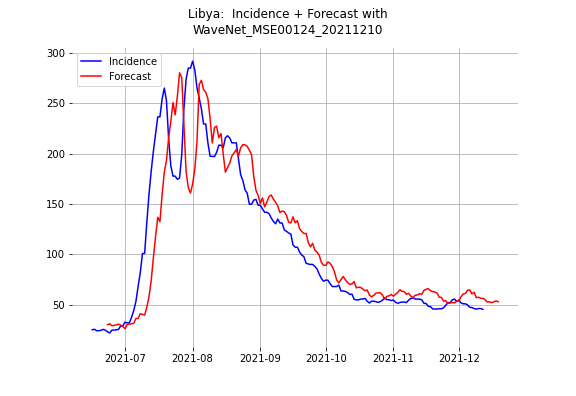 Libya:  Incidence + Forecast with
WaveNet_MSE00124_20211210
300
Incidence
Forecast
250
200
150
100
50
2021-07 2021-08 2021-09 2021-10 2021-11 2021-12